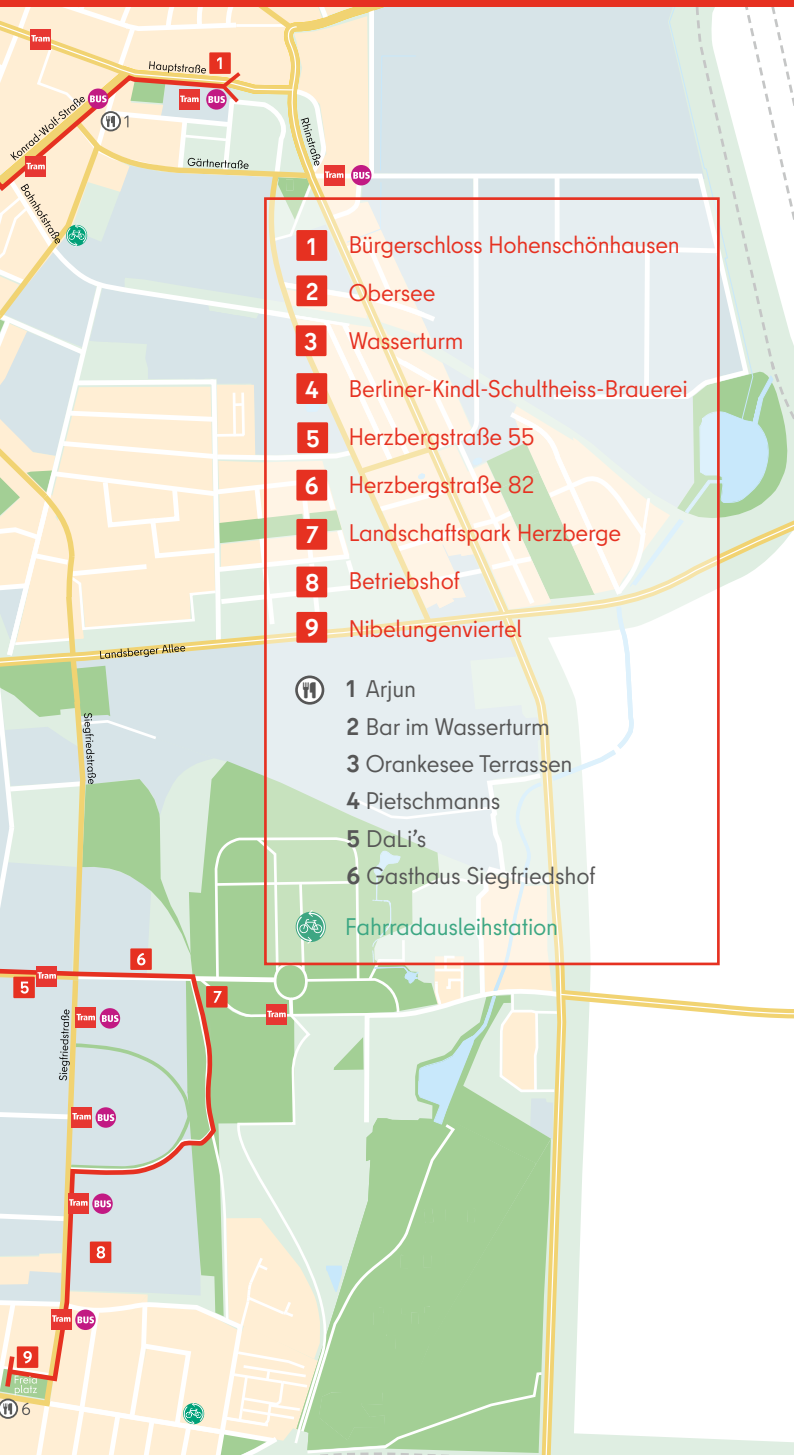 Tram
Hauptstraße
1
BUS
Tram
BUS
1
Konrad-Wolf-Straße
Rhinstraße
Tram
Gärtnertraße
Tram
BUS
Bahnhofstraße
1 Bürgerschloss Hohenschönhausen
2 Obersee
3 Wasserturm
4 Berliner-Kindl-Schultheiss-Brauerei
5 Herzbergstraße 55
6 Herzbergstraße 82
7 Landschaftspark Herzberge
8 Betriebshof
9 Nibelungenviertel
1 Arjun
2 Bar im Wasserturm
3 Orankesee Terrassen
4 Pietschmanns
5 DaLi's
6 Gasthaus Siegfriedshof
Fahrradausleihstation
Landsberger Allee
Siegfriedstraße
6
Tram
5
7
Tram
Tram
BUS
Siegfriedstraße
Tram
BUS
Tram
BUS
8
Tram
BUS
9
Freia
platz
6